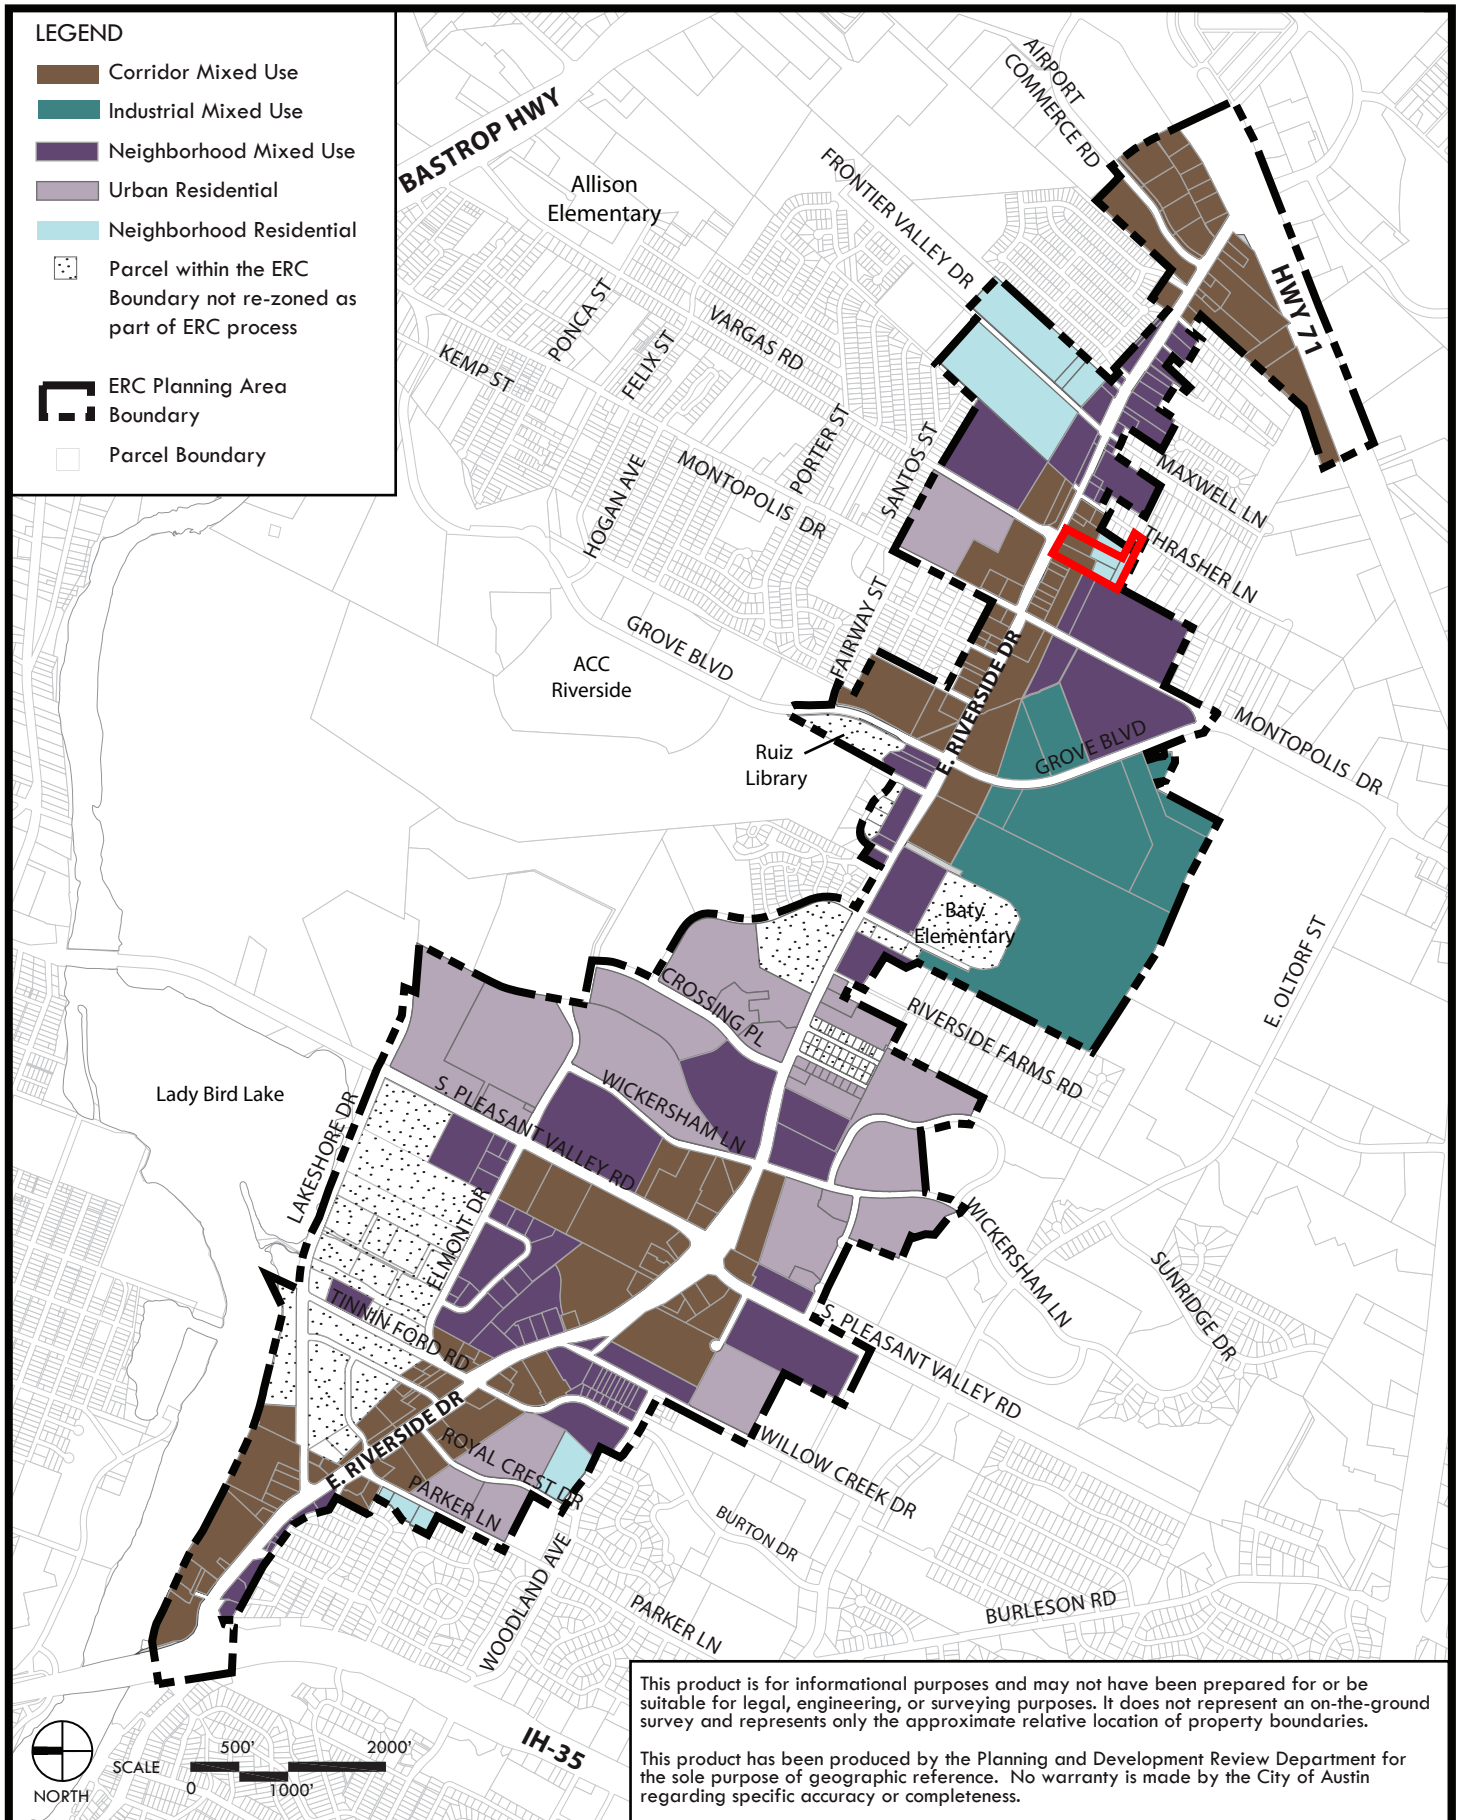 LEGEND
Corridor Mixed Use
Industrial Mixed Use
Neighborhood Mixed Use
Urban Residential
Neighborhood Residential
Parcel within the ERC
Boundary not re-zoned as
part of ERC process
ERC Planning Area
Boundary
Parcel Boundary
BASTROP HWY
AIRPORT
COMMERCE RD
Allison
Elementary
FRONTIER VALLEY DR
HWY 71
PONCA ST
VARGAS RD
FELIX ST
KEMP ST
PORTER ST
SANTOS ST
MONTOPOLIS DR
HOGAN AVE
MAXWELL LN
THRASHER LN
FAIRWAY ST
GROVE BLVD
ACC
Riverside
E. RIVERSIDE DR
GROVE BLVD
MONTOPOLIS DR
Ruiz
Library
Baty
Elementary
E. OLTORF ST
CROSSING PL
RIVERSIDE FARMS RD
Lady Bird Lake
LAKESHORE DR
S. PLEASANT VALLEY RD
WICKERSHAM LN
ELMONT DR
WICKERSHAM LN
SUNRIDGE DR
TINNIN FORD RD
S. PLEASANT VALLEY RD
E. RIVERSIDE DR
ROYAL CREST DR
PARKER LN
WILLOW CREEK DR
BURTON DR
WOODLAND AVE
PARKER LN
BURLESON RD
IH-35
NORTH
SCALE
500'
2000'
0
1000'
This product is for informational purposes and may not have been prepared for or be
suitable for legal, engineering, or surveying purposes. It does not represent an on-the-ground
survey and represents only the approximate relative location of property boundaries.
This product has been produced by the Planning and Development Review Department for
the sole purpose of geographic reference. No warranty is made by the City of Austin
regarding specific accuracy or completeness.